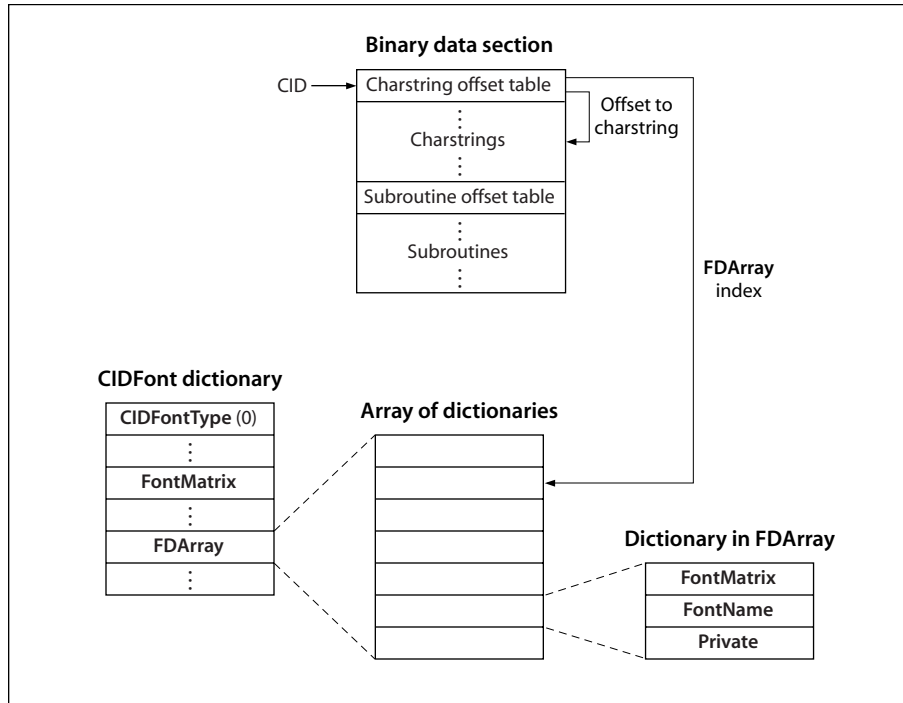 Binary data section
CID
Charstring offset table
Offset to
charstring
Charstrings
Subroutine offset table
Subroutines
FDArray
index
CIDFont dictionary
CIDFontType (0)
FontMatrix
FDArray
Array of dictionaries
Dictionary in FDArray
FontMatrix
FontName
Private